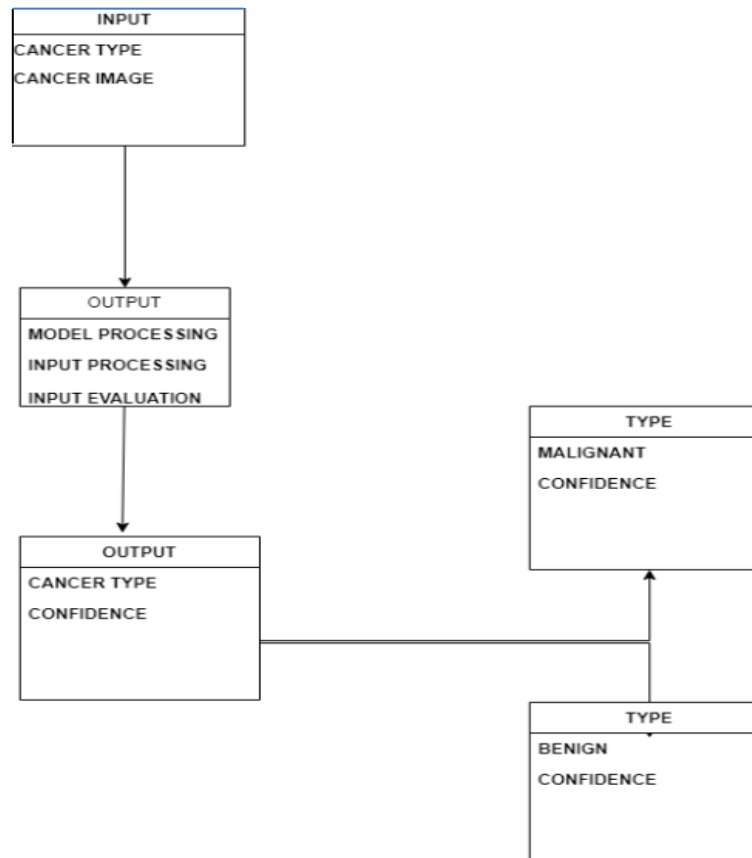 INPUT
CANCER TYPE
CANCER IMAGE
OUTPUT
MODEL PROCESSING
INPUT PROCESSING
INPUT EVALUATION
OUTPUT
CANCER TYPE
CONFIDENCE
TYPE
MALIGNANT
CONFIDENCE
TYPE
BENIGN
CONFIDENCE